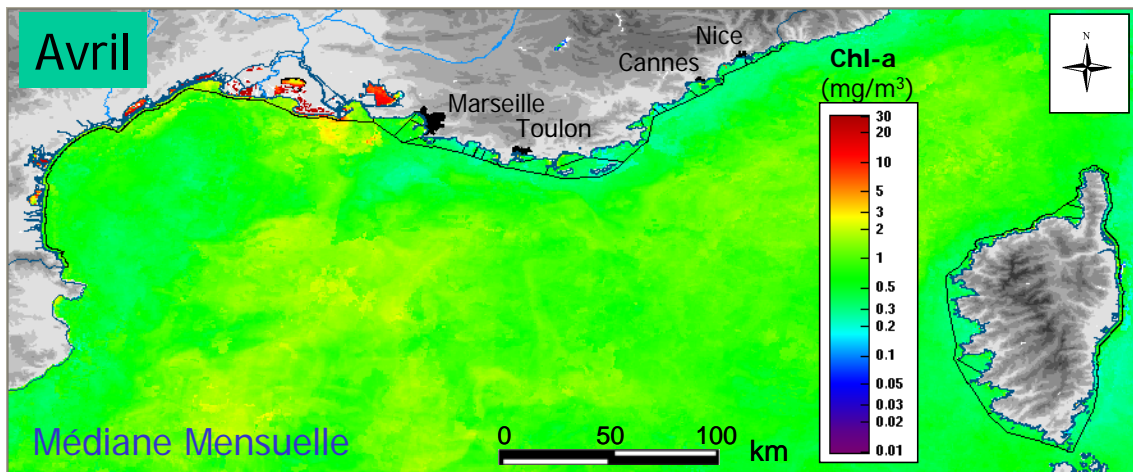 Avril
Nice
Cannes
Marseille
Toulon
Chl-a
(mg/m³)
30
20
10
5
3
2
1
0.5
0.3
0.2
0.1
0.05
0.03
0.02
0.01
N
Médiane Mensuelle
0 50 100 km